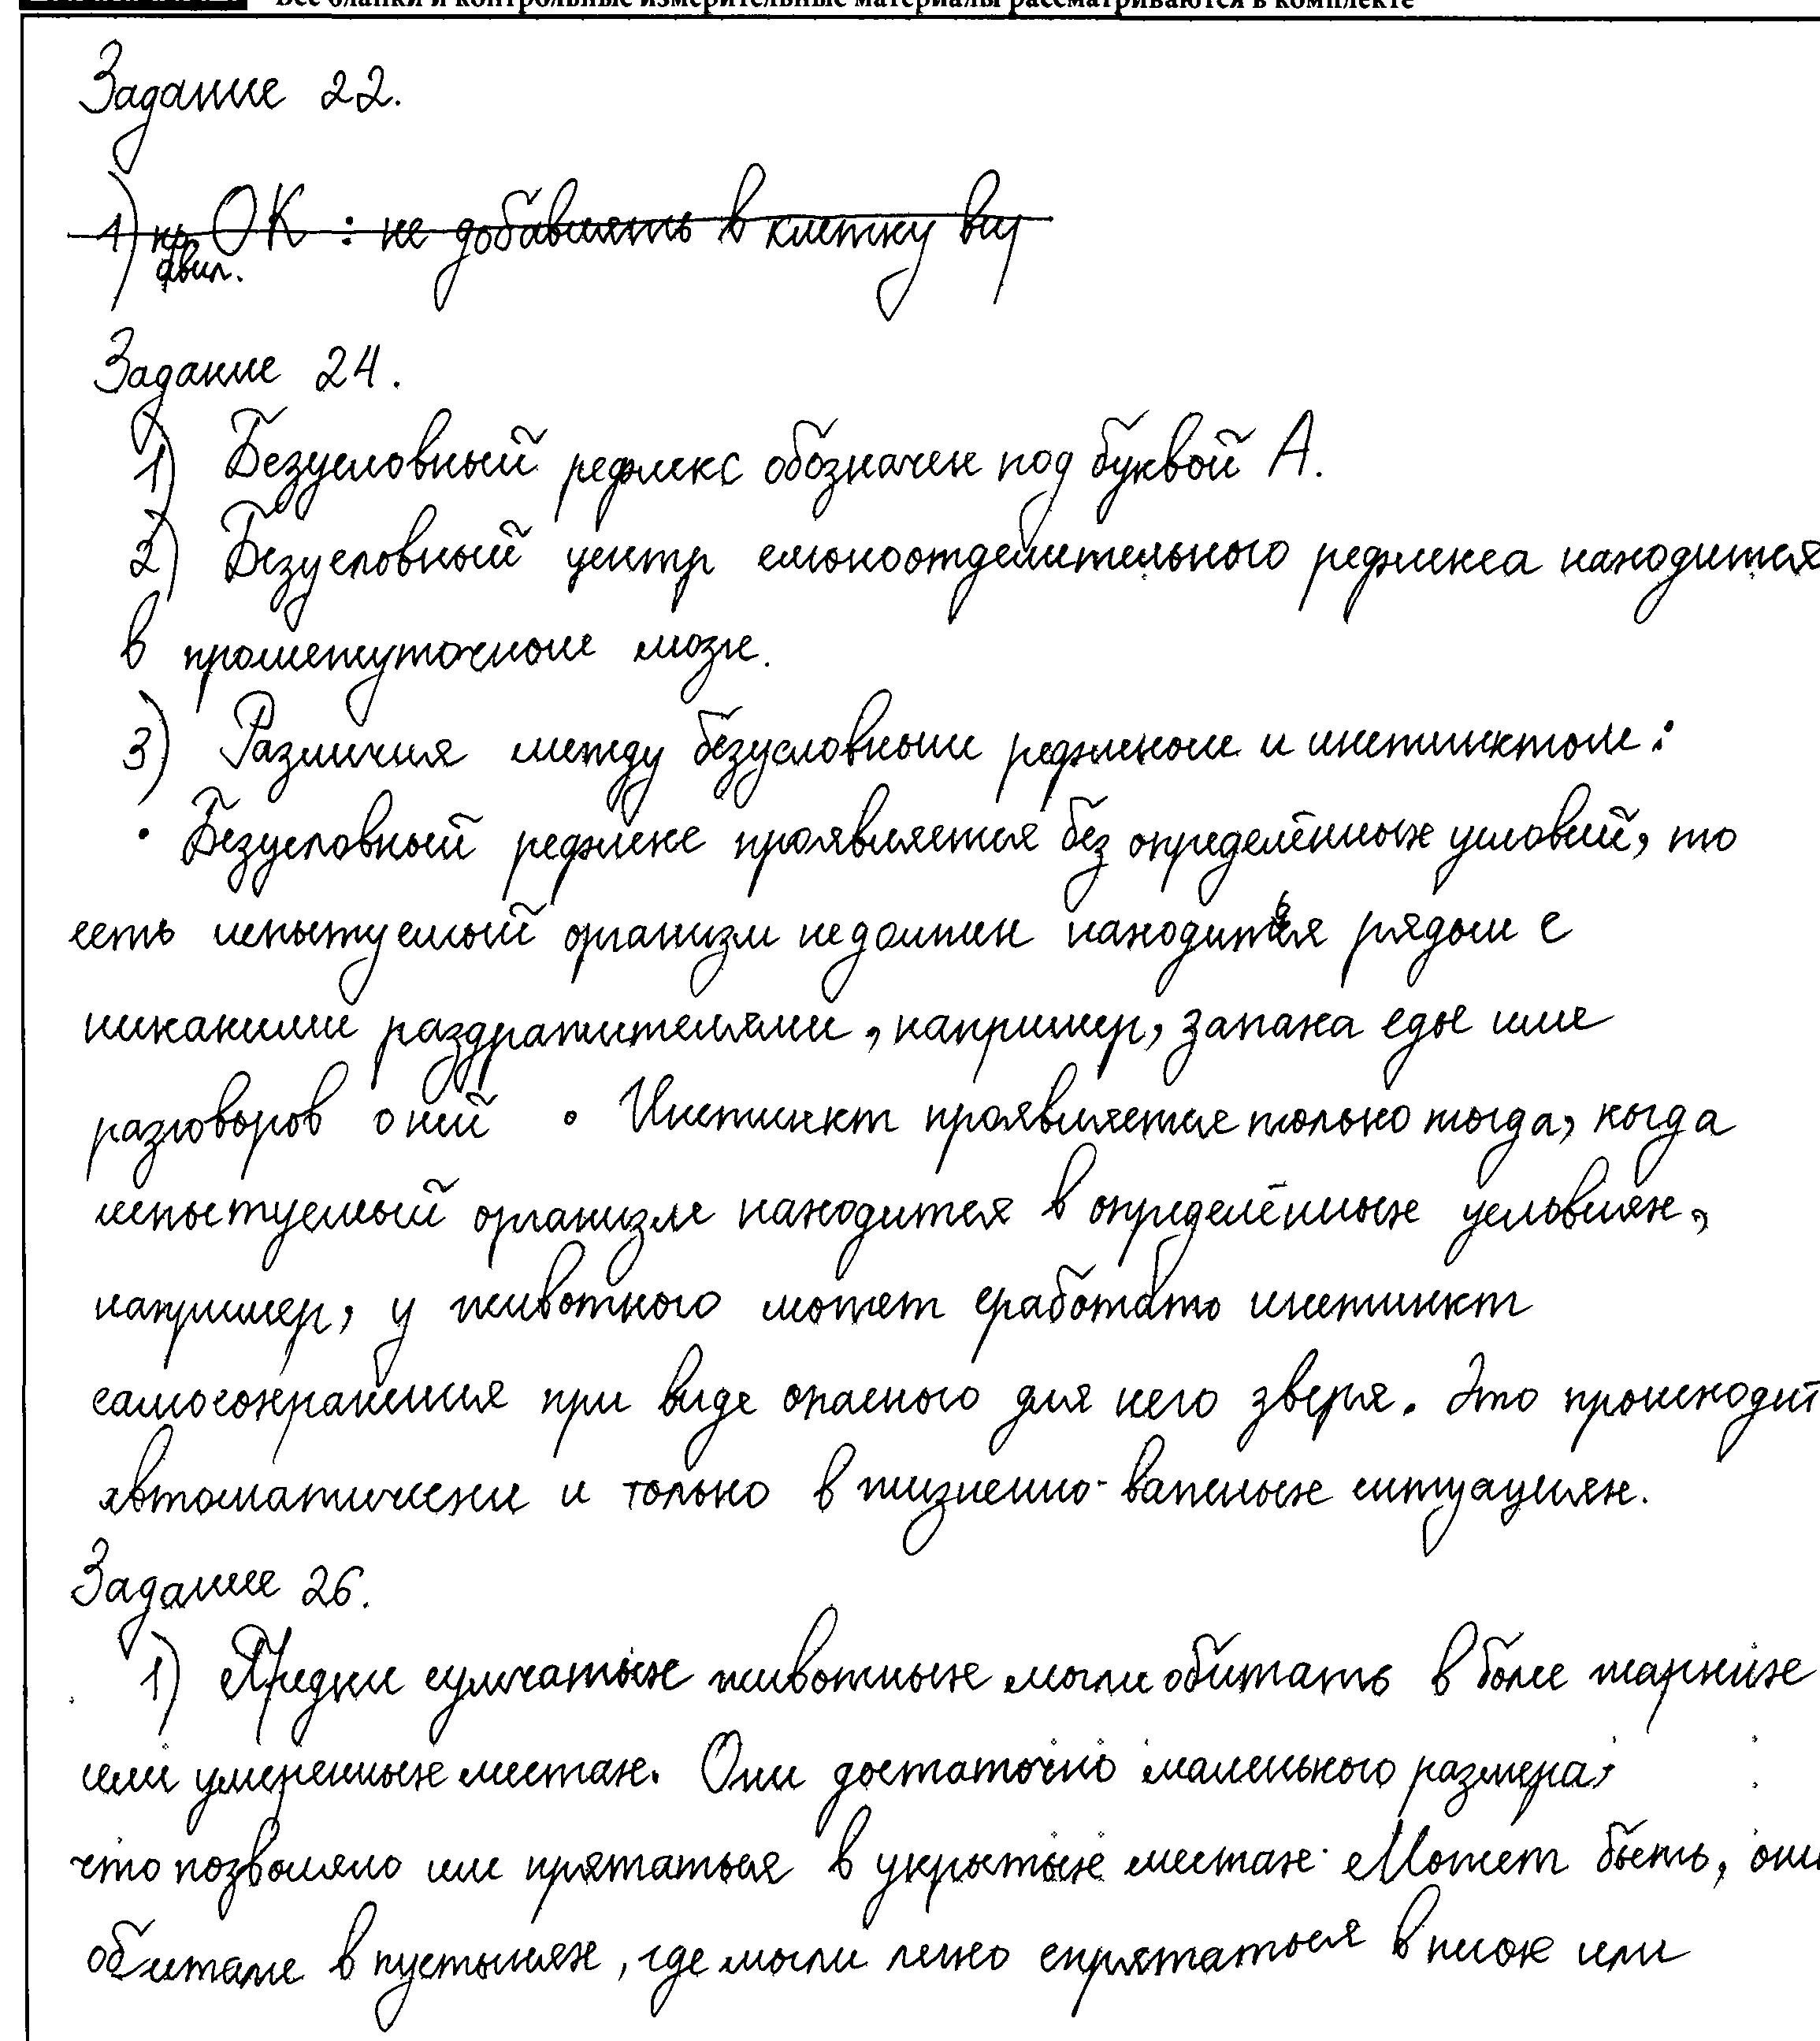 Все бланки и контрольные измерительные материалы рассматриваются в комплекте
Задание 22.
1) пр. ОК : не добавлять в клетку ви
Задание 24.
1) Безусловный рефлекс обозначен под буквой А.
2) Безусловный центр слюноотделительного рефлекса находится
в промежуточном мозге.
3) Различия между безусловным рефлексом и инстинктом:
• Безусловный рефлекс проявляется без определённых условий, то
есть испытуемый организм не должен находиться рядом с
никакими раздражителями, например, запаха еды или
разговоров о ней • Инстинкт проявляется только тогда, когда
испытуемый организм находится в определённых условиях,
например, у животного может сработать инстинкт
самосохранения при виде опасного для него зверя. Это происходит
автоматически и только в жизненно-важных ситуациях.
Задание 26.
1) Предки сумчатых животных могли обитать в более жарких
или умеренных местах. Они достаточно маленького размера,
что позволяло им прятаться в укрытых местах. Может быть, они
обитали в пустынях, где могли легко спрятаться в песок или